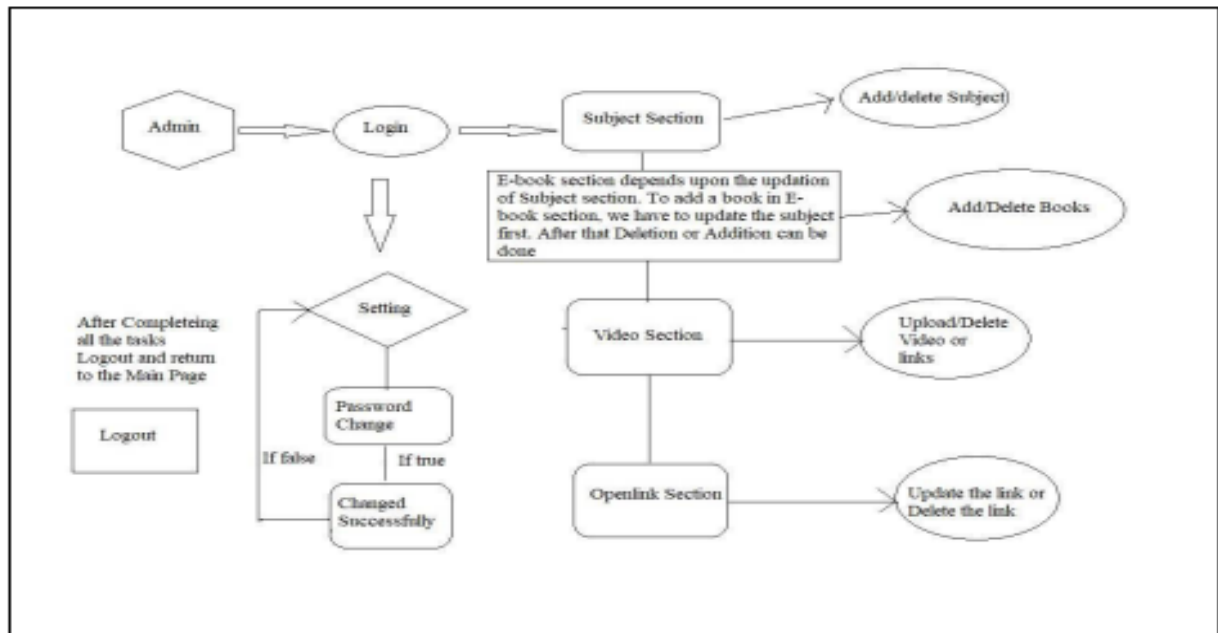 Admin
Login
Subject Section
Add/delete Subject
E-book section depends upon the updation
of Subject section. To add a book in E-
book section, we have to update the subject
first. After that Deletion or Addition can be
done
Add/Delete Books
Setting
After Completeing
all the tasks
Logout and return
to the Main Page
Logout
Password
Change
If false
If true
Changed
Successfully
Video Section
Upload/Delete
Video or
links
Openlink Section
Update the link or
Delete the link